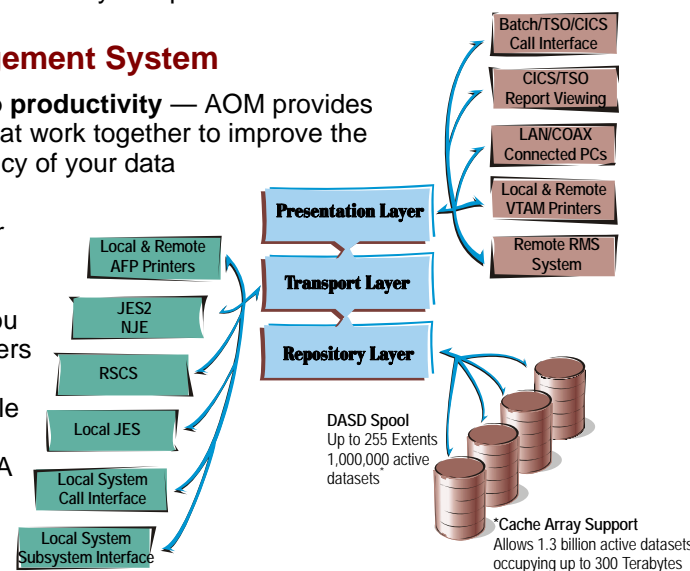 gement System
productivity — AOM provides
at work together to improve the
cy of your data
r
ou
ers
le
A
Batch/TSO/CICS
Call Interface
CICS/TSO
Report Viewing
LAN/COAX
Connected PCs
Local & Remote
VTAM Printers
Remote RMS
System
Presentation Layer
Transport Layer
Repository Layer
Local & Remote
AFP Printers
JES2
NJE
RSCS
Local JES
Local System
Call Interface
Local System
Subsystem Interface
DASD Spool
Up to 255 Extents
1,000,000 active
datasets*
*Cache Array Support
Allows 1.3 billion active datasets
occupying up to 300 Terabytes